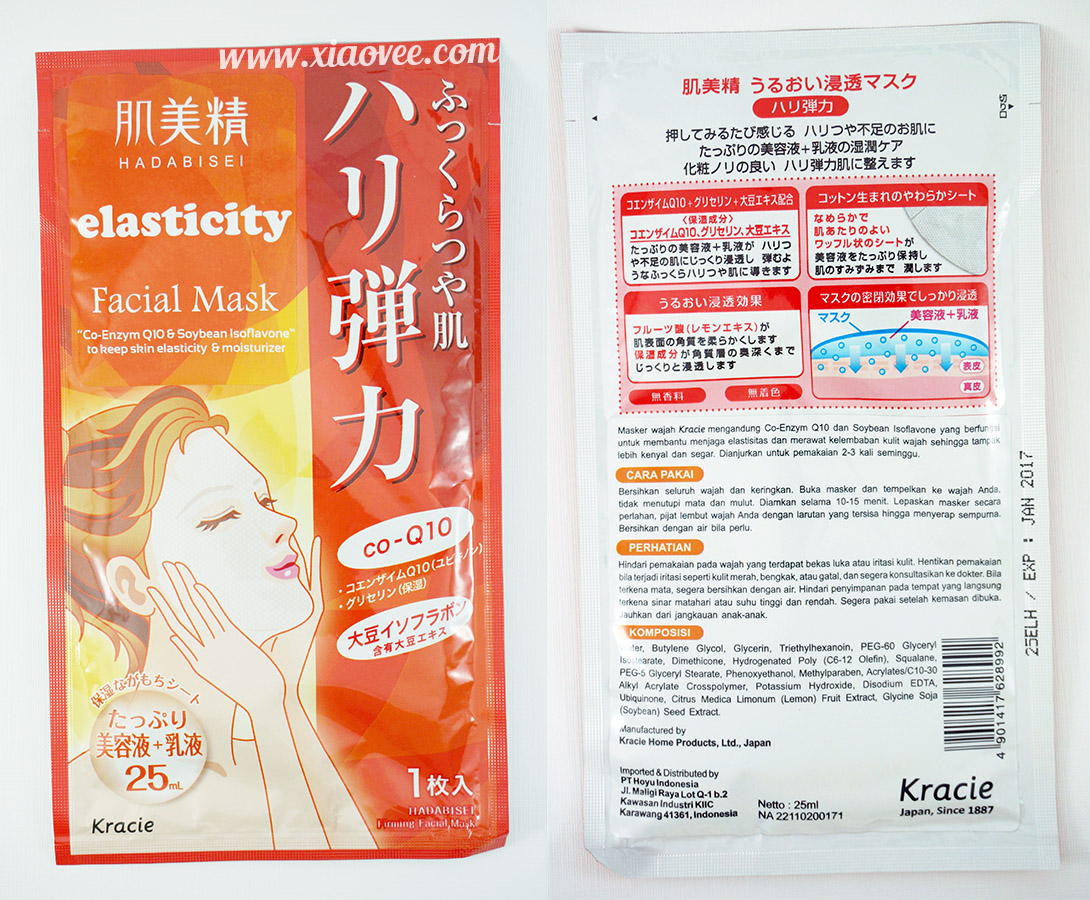 www.xiaovee.com
肌美精
HADABISEI
elasticity
Facial Mask
"Co-Enzym Q10 & Soybean Isoflavone"
to keep skin elasticity & moisturizer
ふっくらつや肌
ハリ弾力
co-Q10
・コエンザイムQ10(ユビキノン)
・グリセリン(保湿)
大豆イソフラボン
含有大豆エキス
保湿ながもちシート
たっぷり
美容液+乳液
25mL
1枚入
HADABISEI
Firming Facial Mask
Kracie
肌美精 うるおい浸透マスク
ハリ弾力
切り口
押してみるたび感じる ハリつや不足のお肌に
たっぷりの美容液+乳液の湿潤ケア
化粧ノリの良い ハリ弾力肌に整えます
コエンザイムQ10+グリセリン+大豆エキス配合
〈保湿成分〉
コエンザイムQ10、グリセリン、大豆エキス
たっぷりの美容液+乳液が ハリつ
や不足の肌にじっくり浸透し 弾むよ
うなふっくらハリつや肌に導きます
コットン生まれのやわらかシート
なめらかで
肌あたりのよい
ワッフル状のシートが
美容液をたっぷり保持し
肌のすみずみまで 潤します
うるおい浸透効果
フルーツ酸(レモンエキス)が
肌表面の角質を柔らかくします
保湿成分が角質層の奥深くまで
じっくりと浸透します
無香料 無着色
マスクの密閉効果でしっかり浸透
マスク 美容液+乳液
表皮
真皮
Masker wajah Kracie mengandung Co-Enzym Q10 dan Soybean Isoflavone yang berfungsi
untuk membantu menjaga elastisitas dan merawat kelembaban kulit wajah sehingga tampak
lebih kenyal dan segar. Dianjurkan untuk pemakaian 2-3 kali seminggu.
CARA PAKAI
Bersihkan seluruh wajah dan keringkan. Buka masker dan tempelkan ke wajah Anda,
tidak menutupi mata dan mulut. Diamkan selama 10-15 menit. Lepaskan masker secara
perlahan, pijat lembut wajah Anda dengan larutan yang tersisa hingga menyerap sempurna.
Bersihkan dengan air bila perlu.
PERHATIAN
Hindari pemakaian pada wajah yang terdapat bekas luka atau iritasi kulit. Hentikan pemakaian
bila terjadi iritasi seperti kulit merah, bengkak, atau gatal, dan segera konsultasikan ke dokter. Bila
terkena mata, segera bersihkan dengan air. Hindari penyimpanan pada tempat yang langsung
terkena sinar matahari atau suhu tinggi dan rendah. Segera pakai setelah kemasan dibuka.
Jauhkan dari jangkauan anak-anak.
KOMPOSISI
Water, Butylene Glycol, Glycerin, Triethylhexanoin, PEG-60 Glyceryl
Isostearate, Dimethicone, Hydrogenated Poly (C6-12 Olefin), Squalane,
PEG-5 Glyceryl Stearate, Phenoxyethanol, Methylparaben, Acrylates/C10-30
Alkyl Acrylate Crosspolymer, Potassium Hydroxide, Disodium EDTA,
Ubiquinone, Citrus Medica Limonum (Lemon) Fruit Extract, Glycine Soja
(Soybean) Seed Extract.
Manufactured by
Kracie Home Products, Ltd., Japan
Imported & Distributed by
PT Hoyu Indonesia
Jl. Maligi Raya Lot Q-1 b.2
Kawasan Industri KIIC
Karawang 41361, Indonesia
Netto : 25ml
NA 22110200171
Kracie
Japan, Since 1887
4 901417 628992
25ELH / EXP : JAN 2017